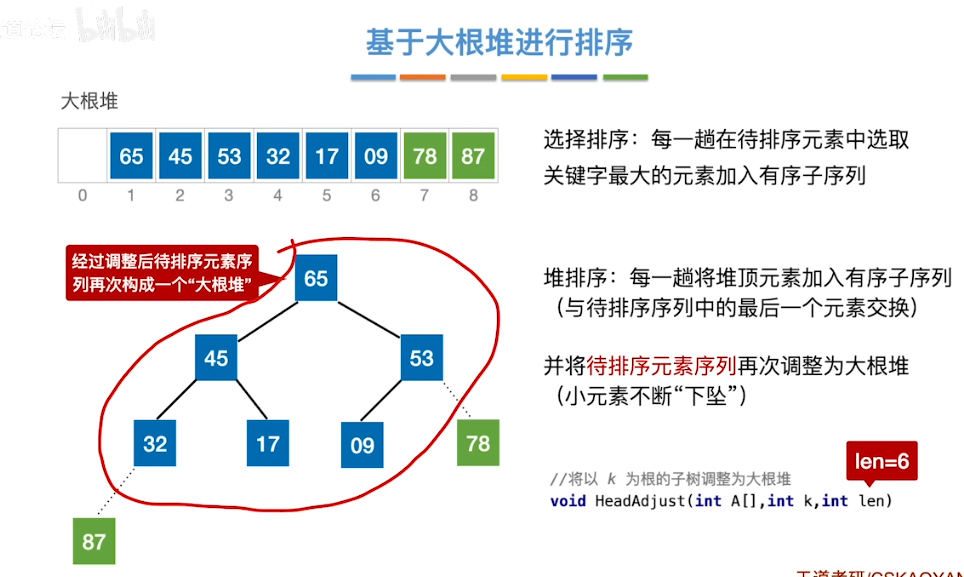 bilibili
基于大根堆进行排序
大根堆
65 45 53 32 17 09 78 87
0 1 2 3 4 5 6 7 8
选择排序：每一趟在待排序元素中选取
关键字最大的元素加入有序子序列
经过调整后待排序元素序
列再次构成一个“大根堆”
65
45 53
32 17 09 78
87
堆排序：每一趟将堆顶元素加入有序子序列
（与待排序序列中的最后一个元素交换）
并将待排序元素序列再次调整为大根堆
（小元素不断“下坠”）
len=6
//将以 k 为根的子树调整为大根堆
void HeadAdjust(int A[],int k,int len)